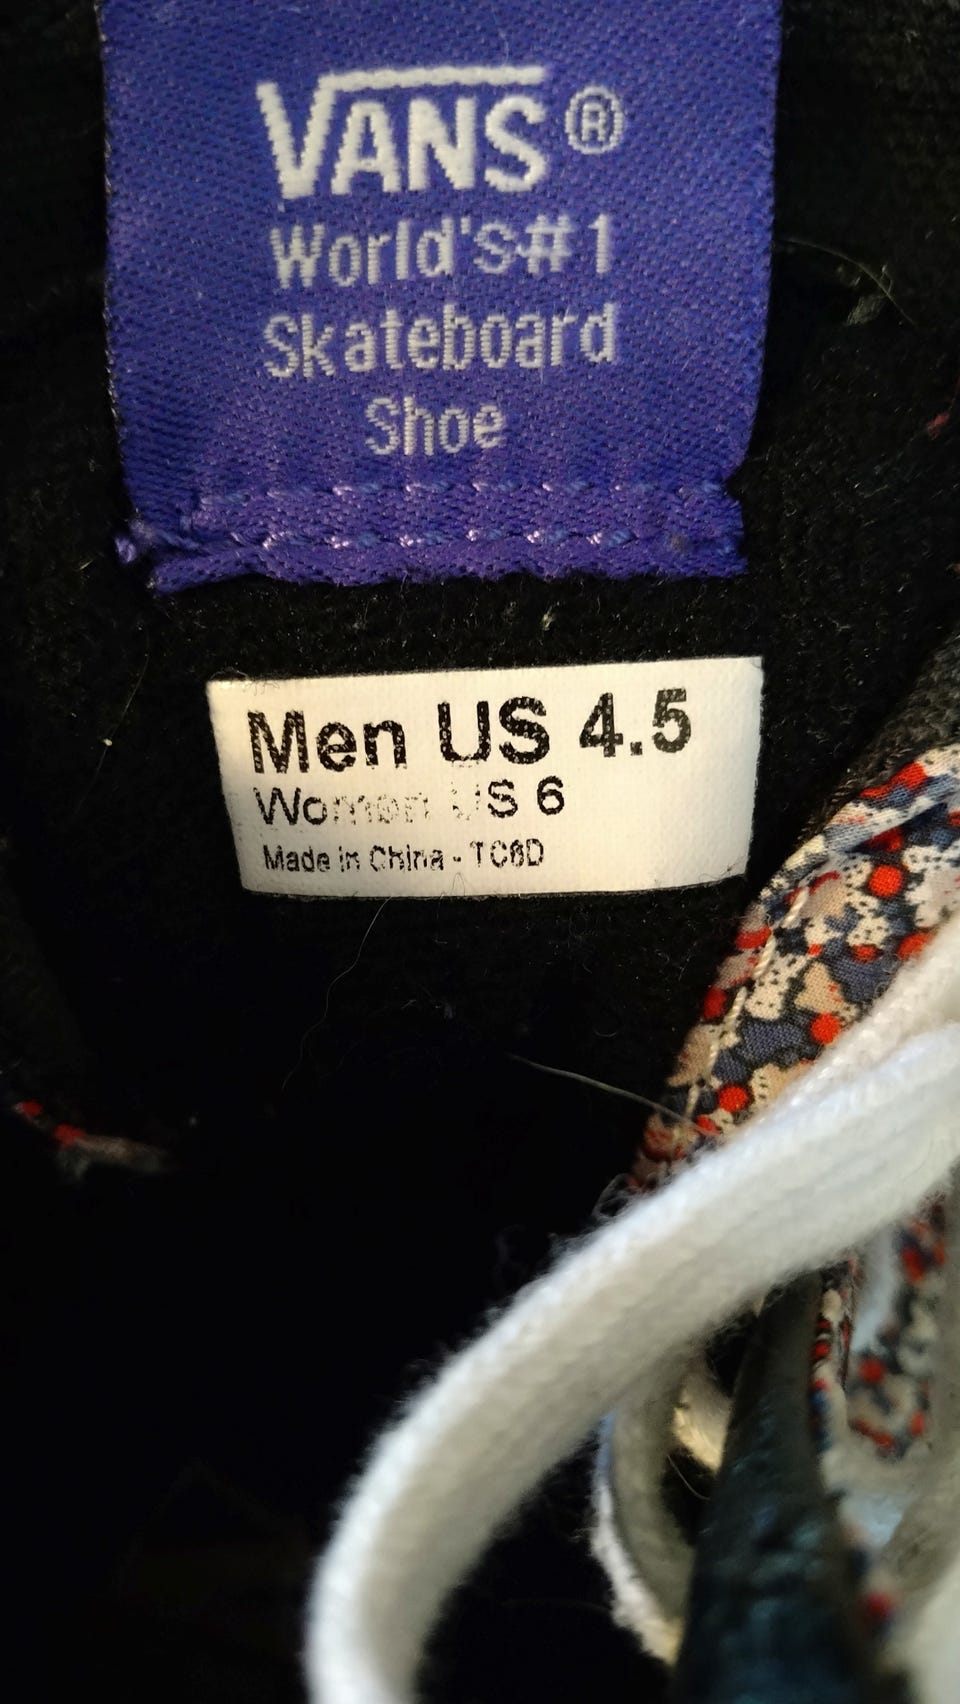 VANS®
World's#1
Skateboard
Shoe
Men US 4.5
Women US 6
Made in China - TC6D